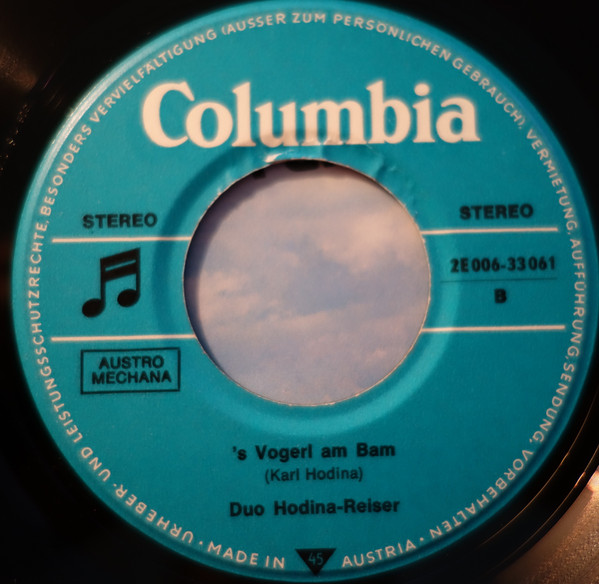 Columbia
STEREO
STEREO
2E 006-33 061
B
AUSTRO
MECHANA
's Vogerl am Bam
(Karl Hodina)
Duo Hodina-Reiser
URHEBER- UND LEISTUNGSSCHUTZRECHTE, BESONDERS VERVIELFÄLTIGUNG (AUSSER ZUM PERSÖNLICHEN GEBRAUCH), VERMIETUNG, AUFFÜHRUNG, SENDUNG, VORBEHALTEN · MADE IN AUSTRIA ·
45